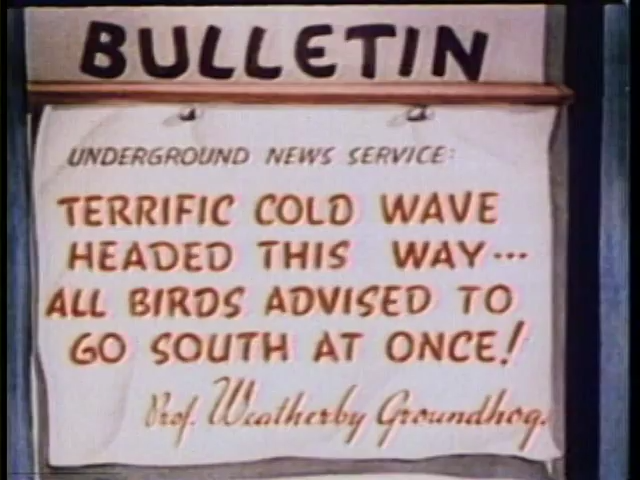 BULLETIN
UNDERGROUND NEWS SERVICE:
TERRIFIC COLD WAVE
HEADED THIS WAY...
ALL BIRDS ADVISED TO
GO SOUTH AT ONCE!
Prof. Weatherby Groundhog.